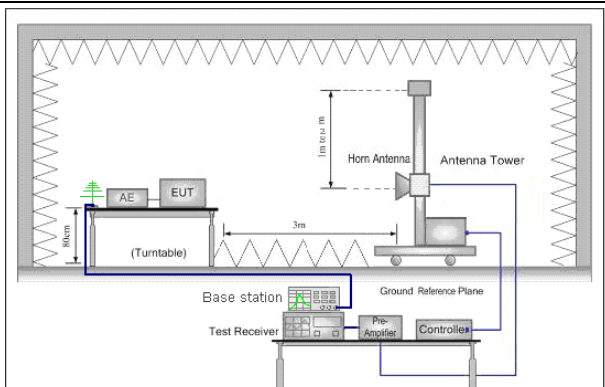 Horn Antenna
Antenna Tower
AE
EUT
3m
80cm
(Turntable)
Ground Reference Plane
Base station
Test Receiver
Pre-
Amplifier
Controller